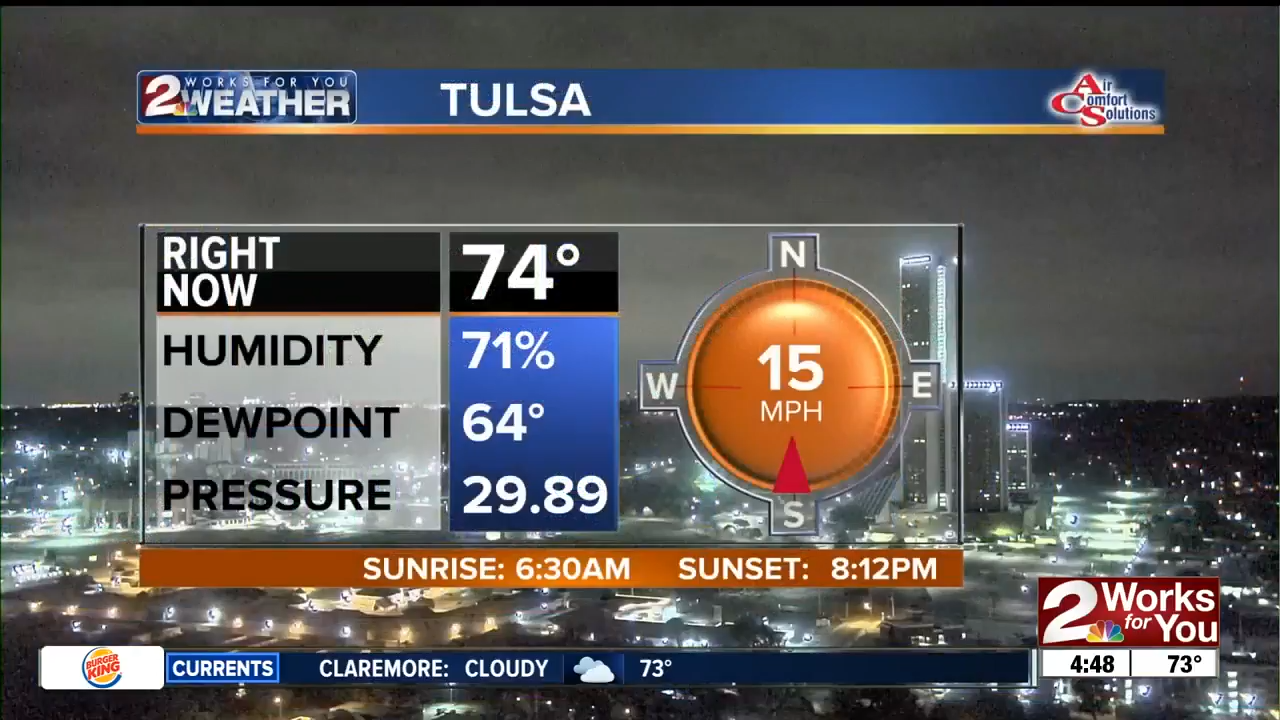 2 WORKS FOR YOU
WEATHER
TULSA
Air
Comfort
Solutions
RIGHT
NOW
74°
HUMIDITY 71%
DEWPOINT 64°
PRESSURE 29.89
N
W
15
MPH
E
S
SUNRISE: 6:30AM SUNSET: 8:12PM
2 Works
for You
BURGER
KING
CURRENTS CLAREMORE: CLOUDY 73°
4:48 73°